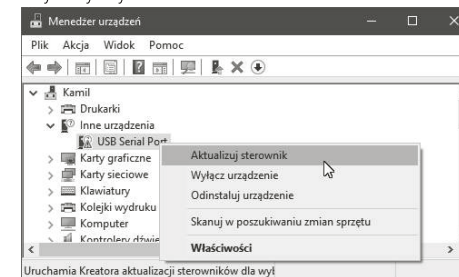 Menedżer urządzeń
Plik Akcja Widok Pomoc
Kamil
Drukarki
Inne urządzenia
USB Serial Port
Karty graficzne
Karty sieciowe
Klawiatury
Kolejki wydruku
Komputer
Kontrolery dźwię
Aktualizuj sterownik
Wyłącz urządzenie
Odinstaluj urządzenie
Skanuj w poszukiwaniu zmian sprzętu
Właściwości
Uruchamia Kreatora aktualizacji sterowników dla wył